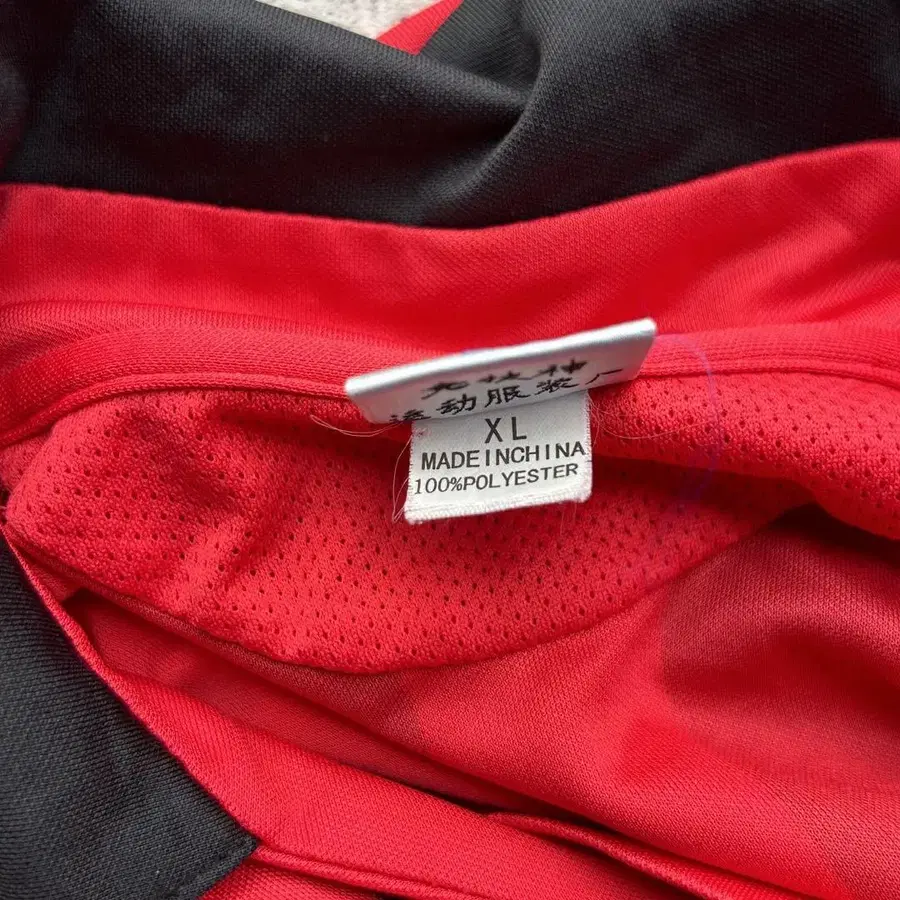 运动服装厂
XL
MADEINCHINA
100%POLYESTER